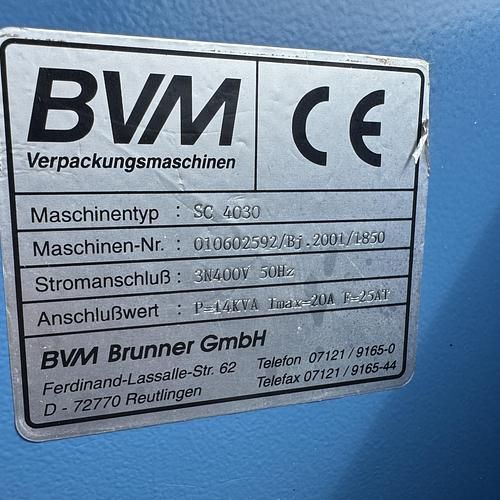 BVM
Verpackungsmaschinen
CE
Maschinentyp : SC 4030
Maschinen-Nr. : 010602592/Bj.2001/1850
Stromanschluß : 3N400V 50Hz
Anschlußwert : P=14KVA Imax=20A F=25AT
BVM Brunner GmbH
Ferdinand-Lassalle-Str. 62 Telefon 07121 / 9165-0
D - 72770 Reutlingen Telefax 07121 / 9165-44